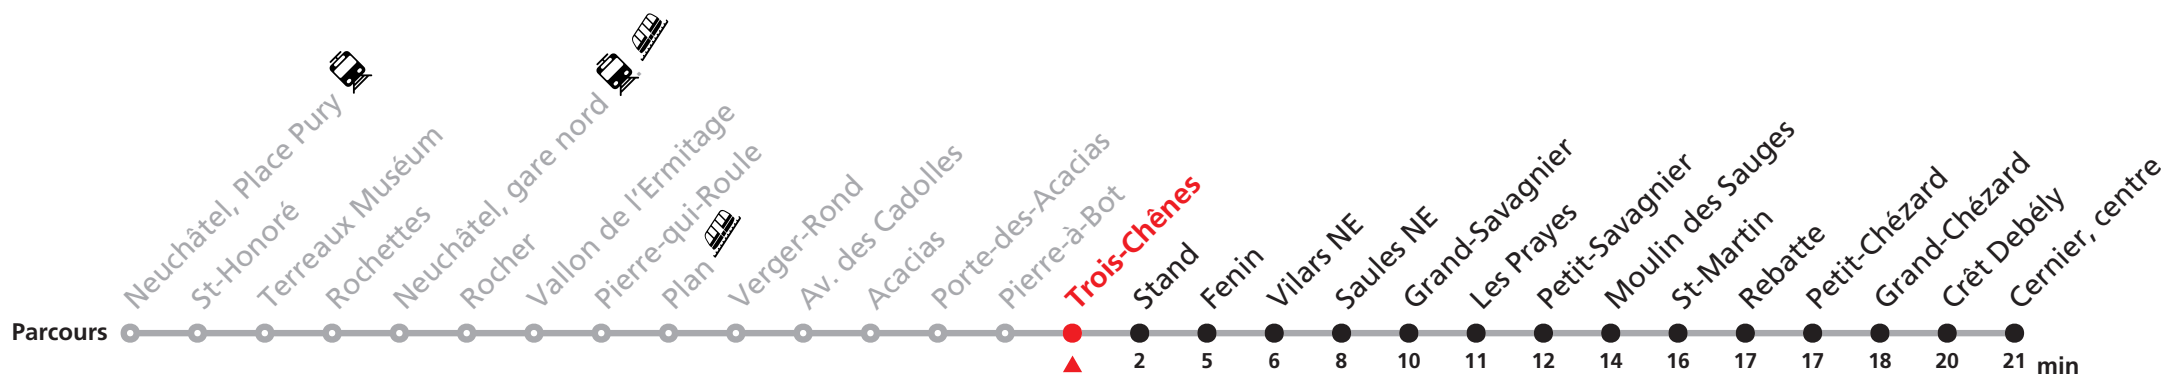 Neuchâtel, Place Pury
St-Honoré
Terreaux Muséum
Rochettes
Neuchâtel, gare nord
Rocher
Vallon de l'Ermitage
Pierre-qui-Roule
Plan
Verger-Rond
Av. des Cadolles
Acacias
Porte-des-Acacias
Pierre-à-Bot
Trois-Chênes
Stand
Fenin
Vilars NE
Saules NE
Grand-Savagnier
Les Prayes
Petit-Savagnier
Moulin des Sauges
St-Martin
Rebatte
Petit-Chézard
Grand-Chézard
Crêt Debély
Cernier, centre
Parcours
2 5 6 8 10 11 12 14 16 17 17 18 20 21 min